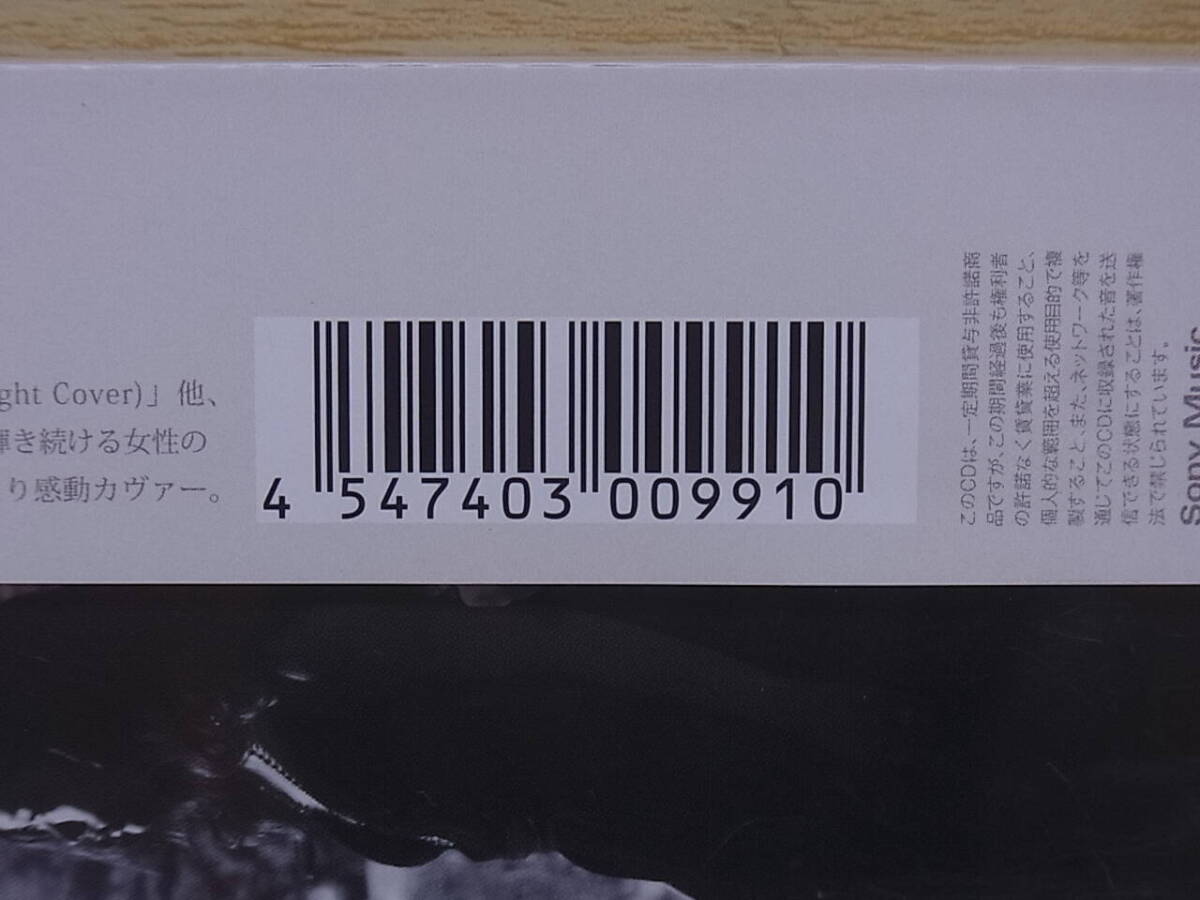 ght Cover)」他、
輝き続ける女性の
り感動カヴァー。
4 547403 009910
このCDは、一定期間貸与非許諾商
品ですが、この期間経過後も権利者
の許諾なく賃貸業に使用すること、
個人的な範囲を超える使用目的で複
製すること、また、ネットワーク等を
通じてこのCDに収録された音を送
信できる状態にすることは、著作権
法で禁じられています。
Sony Music